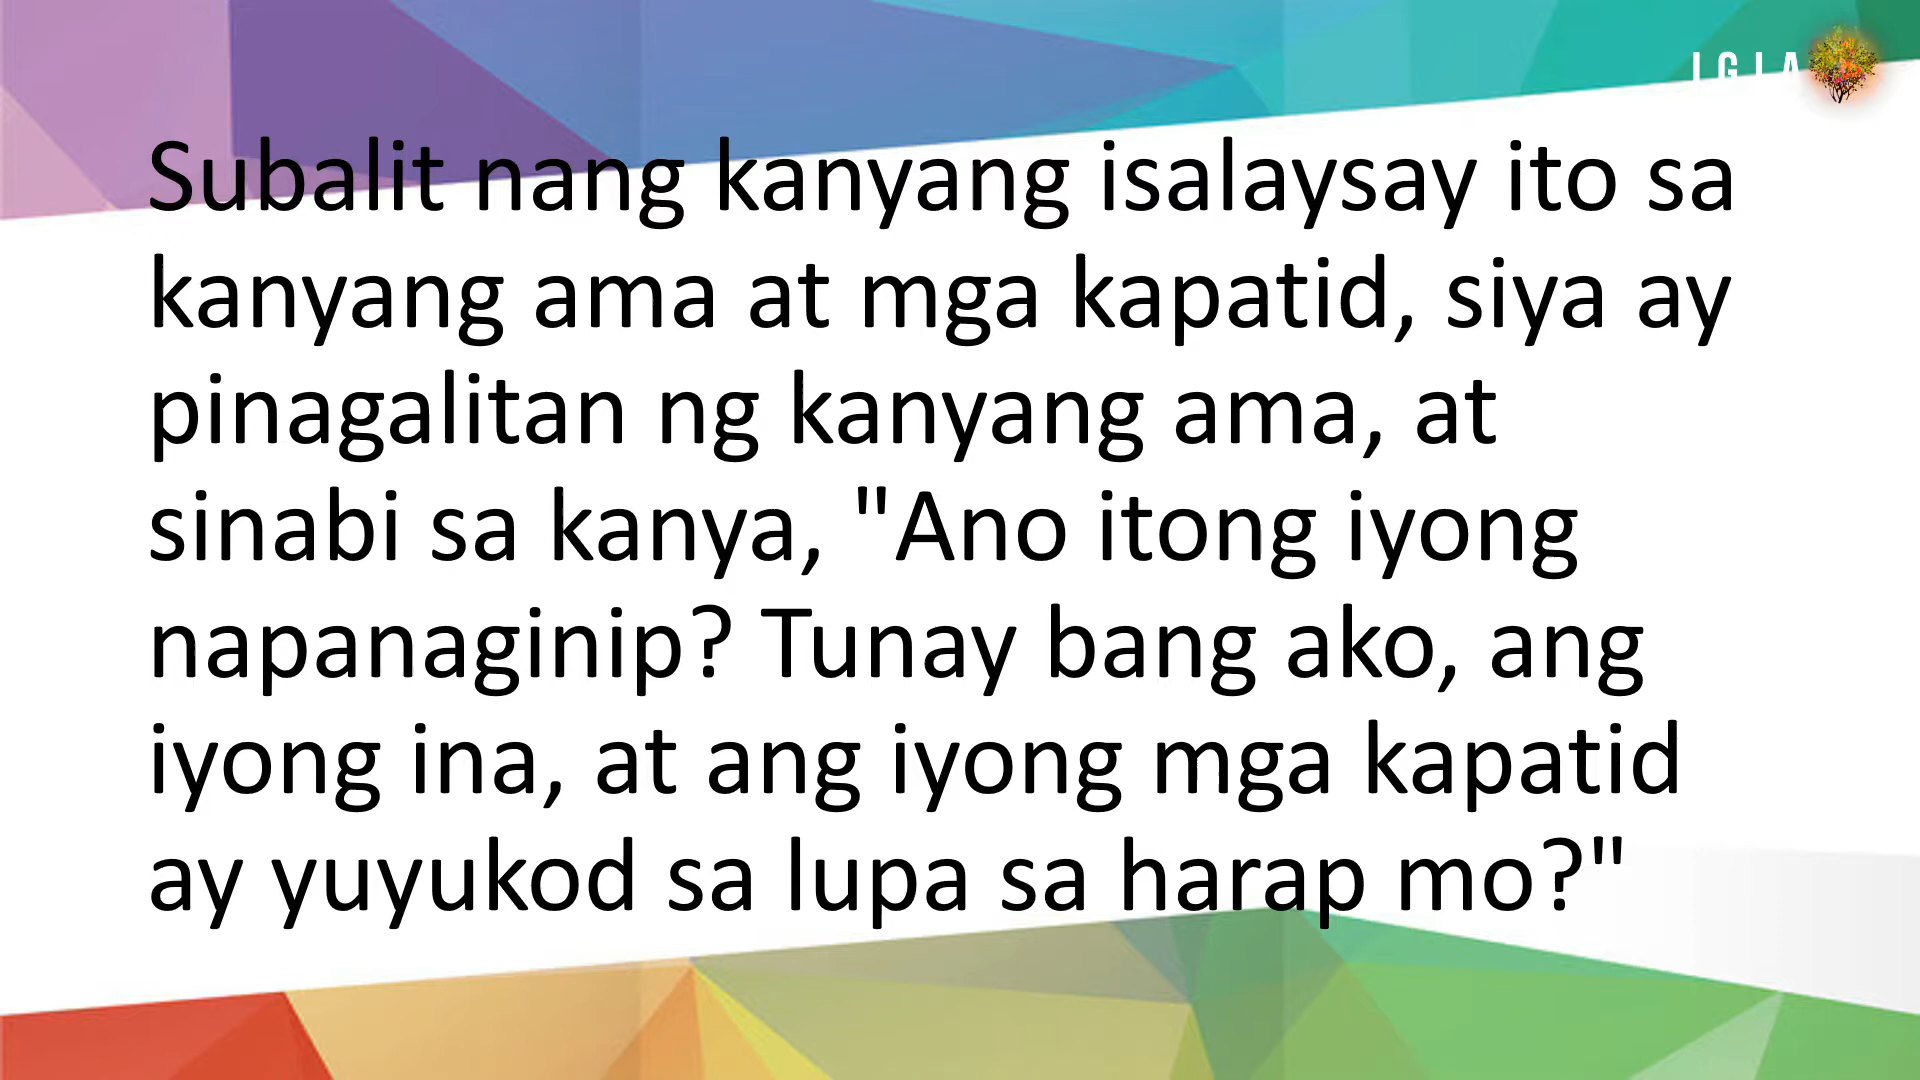 JGLA
Subalit nang kanyang isalaysay ito sa
kanyang ama at mga kapatid, siya ay
pinagalitan ng kanyang ama, at
sinabi sa kanya, "Ano itong iyong
napanaginip? Tunay bang ako, ang
iyong ina, at ang iyong mga kapatid
ay yuyukod sa lupa sa harap mo?"